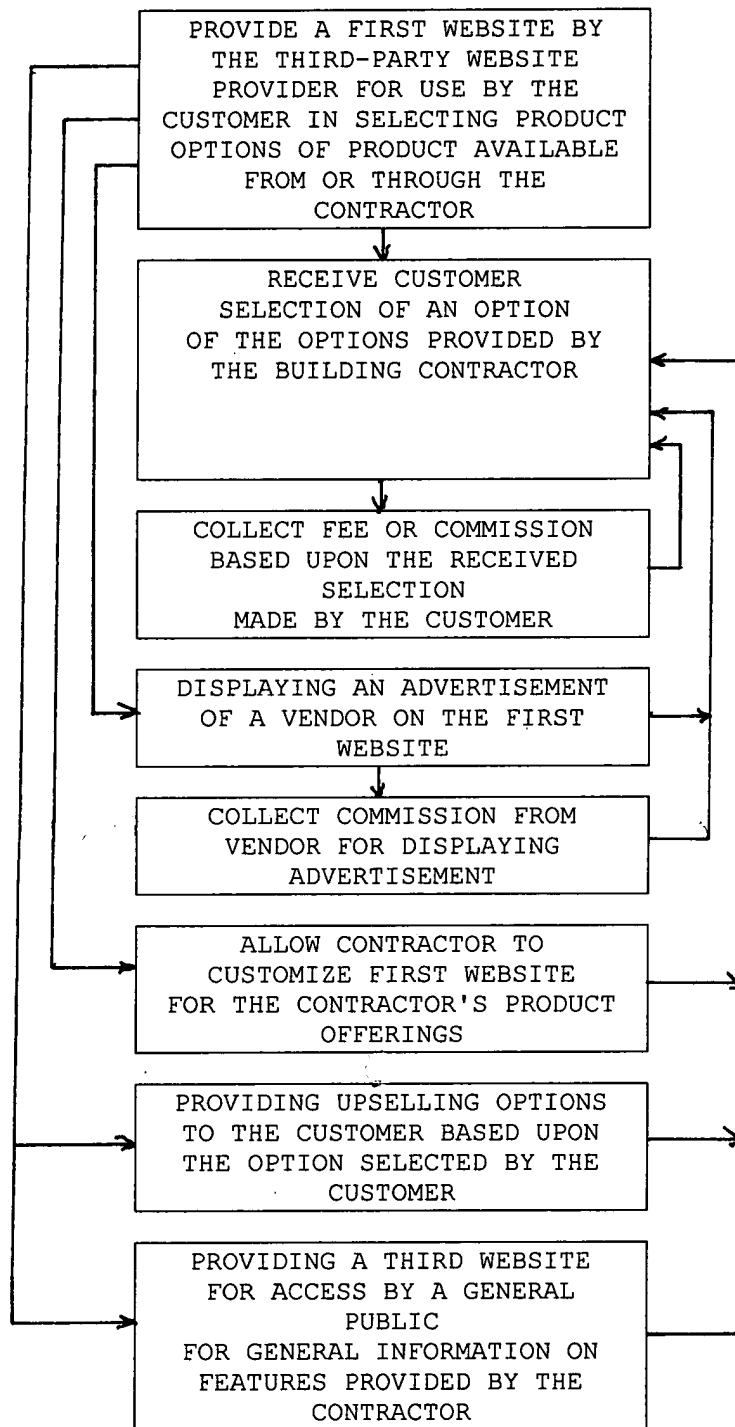 PROVIDE A FIRST WEBSITE BY
THE THIRD-PARTY WEBSITE
PROVIDER FOR USE BY THE
CUSTOMER IN SELECTING PRODUCT
OPTIONS OF PRODUCT AVAILABLE
FROM OR THROUGH THE
CONTRACTOR
RECEIVE CUSTOMER
SELECTION OF AN OPTION
OF THE OPTIONS PROVIDED BY
THE BUILDING CONTRACTOR
COLLECT FEE OR COMMISSION
BASED UPON THE RECEIVED
SELECTION
MADE BY THE CUSTOMER
DISPLAYING AN ADVERTISEMENT
OF A VENDOR ON THE FIRST
WEBSITE
COLLECT COMMISSION FROM
VENDOR FOR DISPLAYING
ADVERTISEMENT
ALLOW CONTRACTOR TO
CUSTOMIZE FIRST WEBSITE
FOR THE CONTRACTOR'S PRODUCT
OFFERINGS
PROVIDING UPSELLING OPTIONS
TO THE CUSTOMER BASED UPON
THE OPTION SELECTED BY THE
CUSTOMER
PROVIDING A THIRD WEBSITE
FOR ACCESS BY A GENERAL
PUBLIC
FOR GENERAL INFORMATION ON
FEATURES PROVIDED BY THE
CONTRACTOR